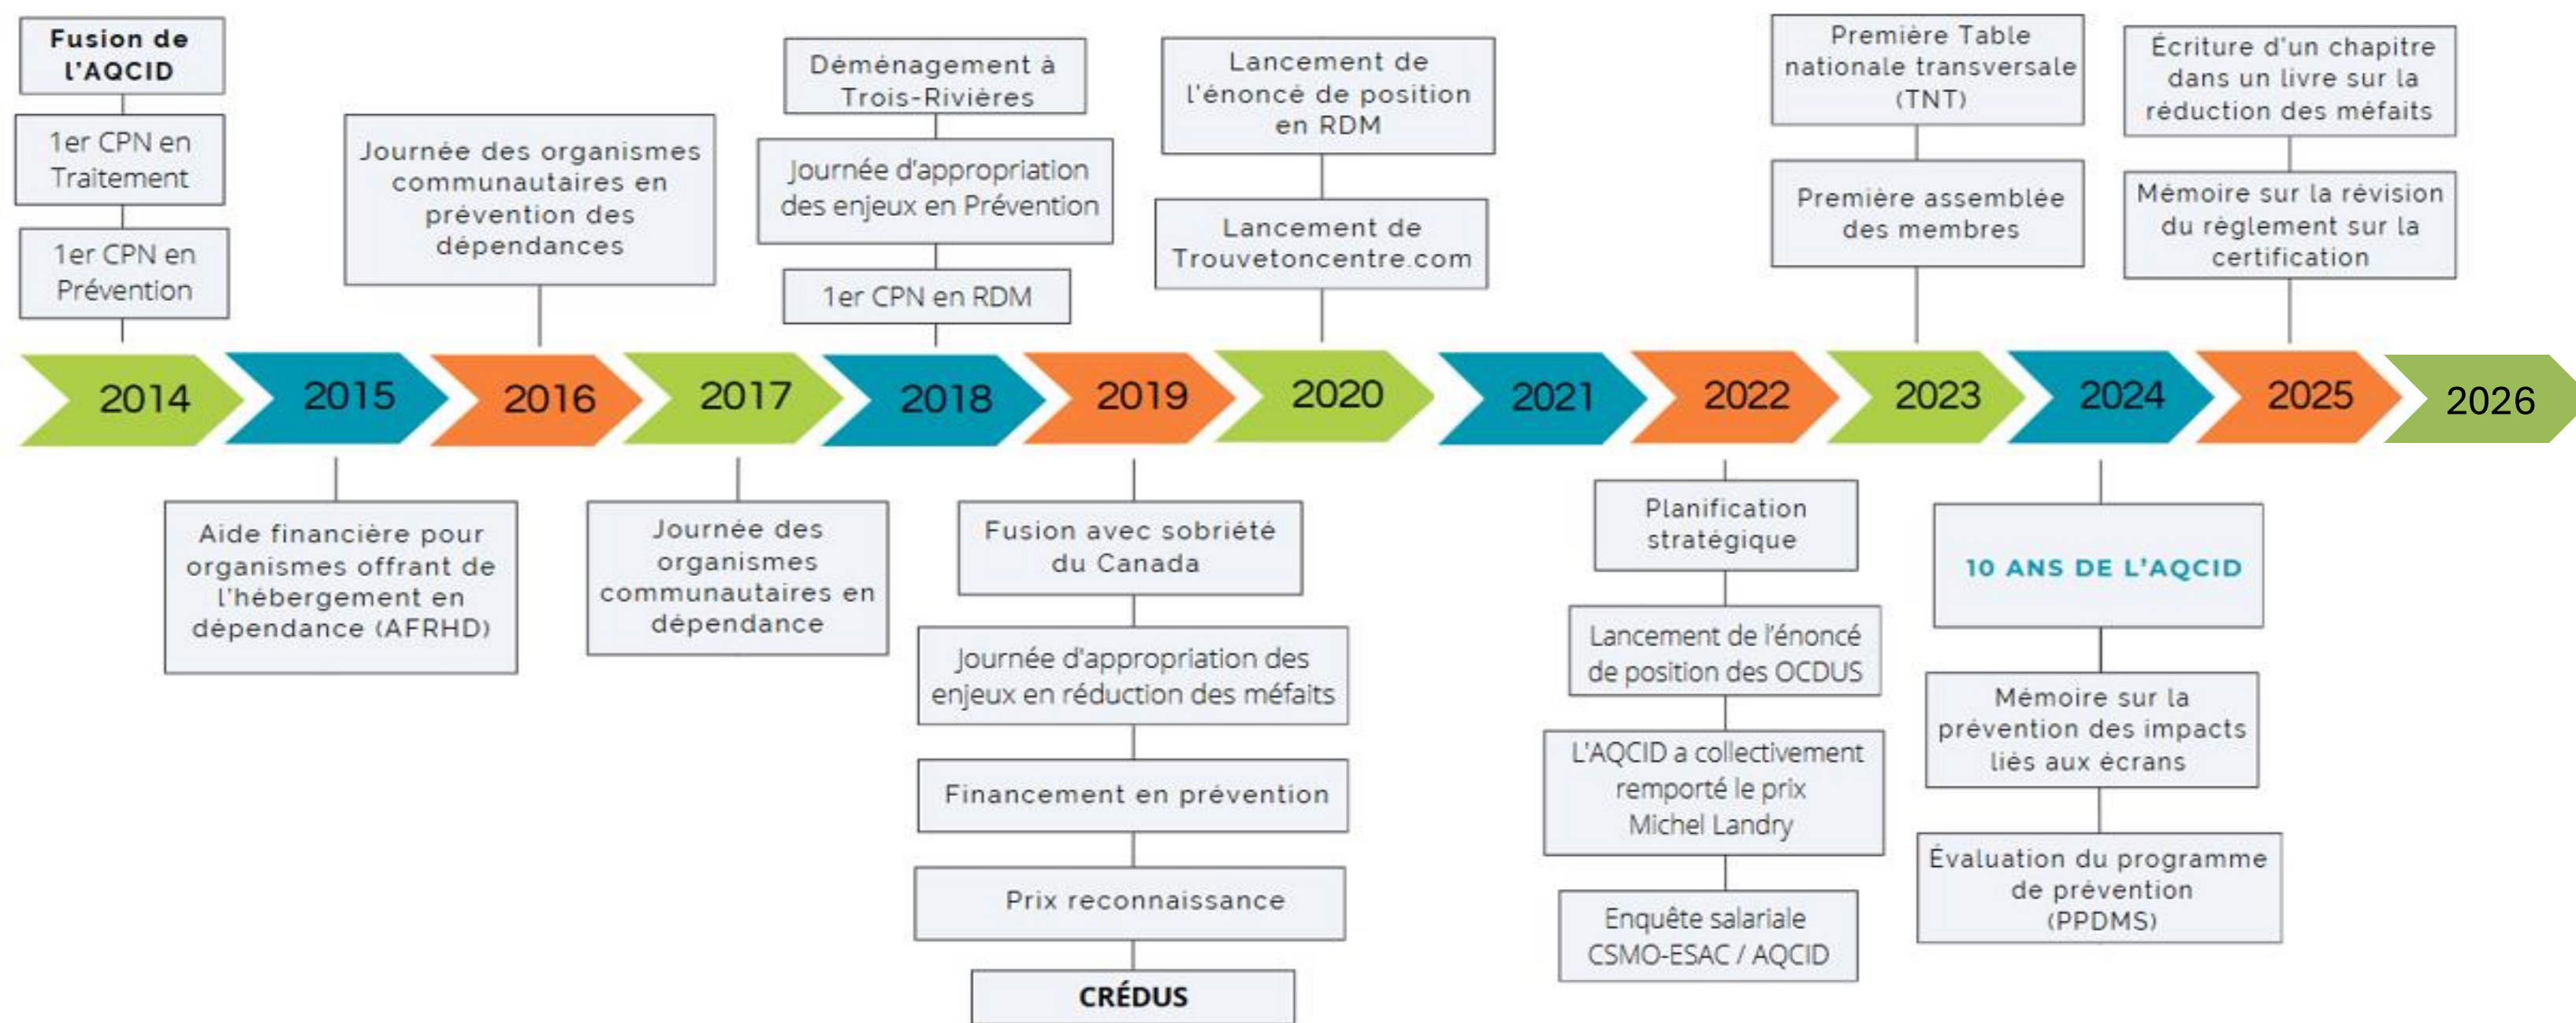 Fusion de
l'AQCID
1er CPN en
Traitement
1er CPN en
Prévention
Journée des organismes
communautaires en
prévention des
dépendances
Déménagement à
Trois-Rivières
Journée d'appropriation
des enjeux en Prévention
1er CPN en RDM
Lancement de
l'énoncé de position
en RDM
Lancement de
Trouvetoncentre.com
Première Table
nationale transversale
(TNT)
Première assemblée
des membres
Écriture d'un chapitre
dans un livre sur la
réduction des méfaits
Mémoire sur la révision
du règlement sur la
certification
2014
2015
2016
2017
2018
2019
2020
2021
2022
2023
2024
2025
2026
Aide financière pour
organismes offrant de
l'hébergement en
dépendance (AFRHD)
Journée des
organismes
communautaires en
dépendance
Fusion avec sobriété
du Canada
Journée d'appropriation des
enjeux en réduction des méfaits
Financement en prévention
Prix reconnaissance
CRÉDUS
Planification
stratégique
Lancement de l'énoncé
de position des OCDUS
L'AQCID a collectivement
remporté le prix
Michel Landry
Enquête salariale
CSMO-ESAC / AQCID
10 ANS DE L'AQCID
Mémoire sur la
prévention des impacts
liés aux écrans
Évaluation du programme
de prévention
(PPDMS)